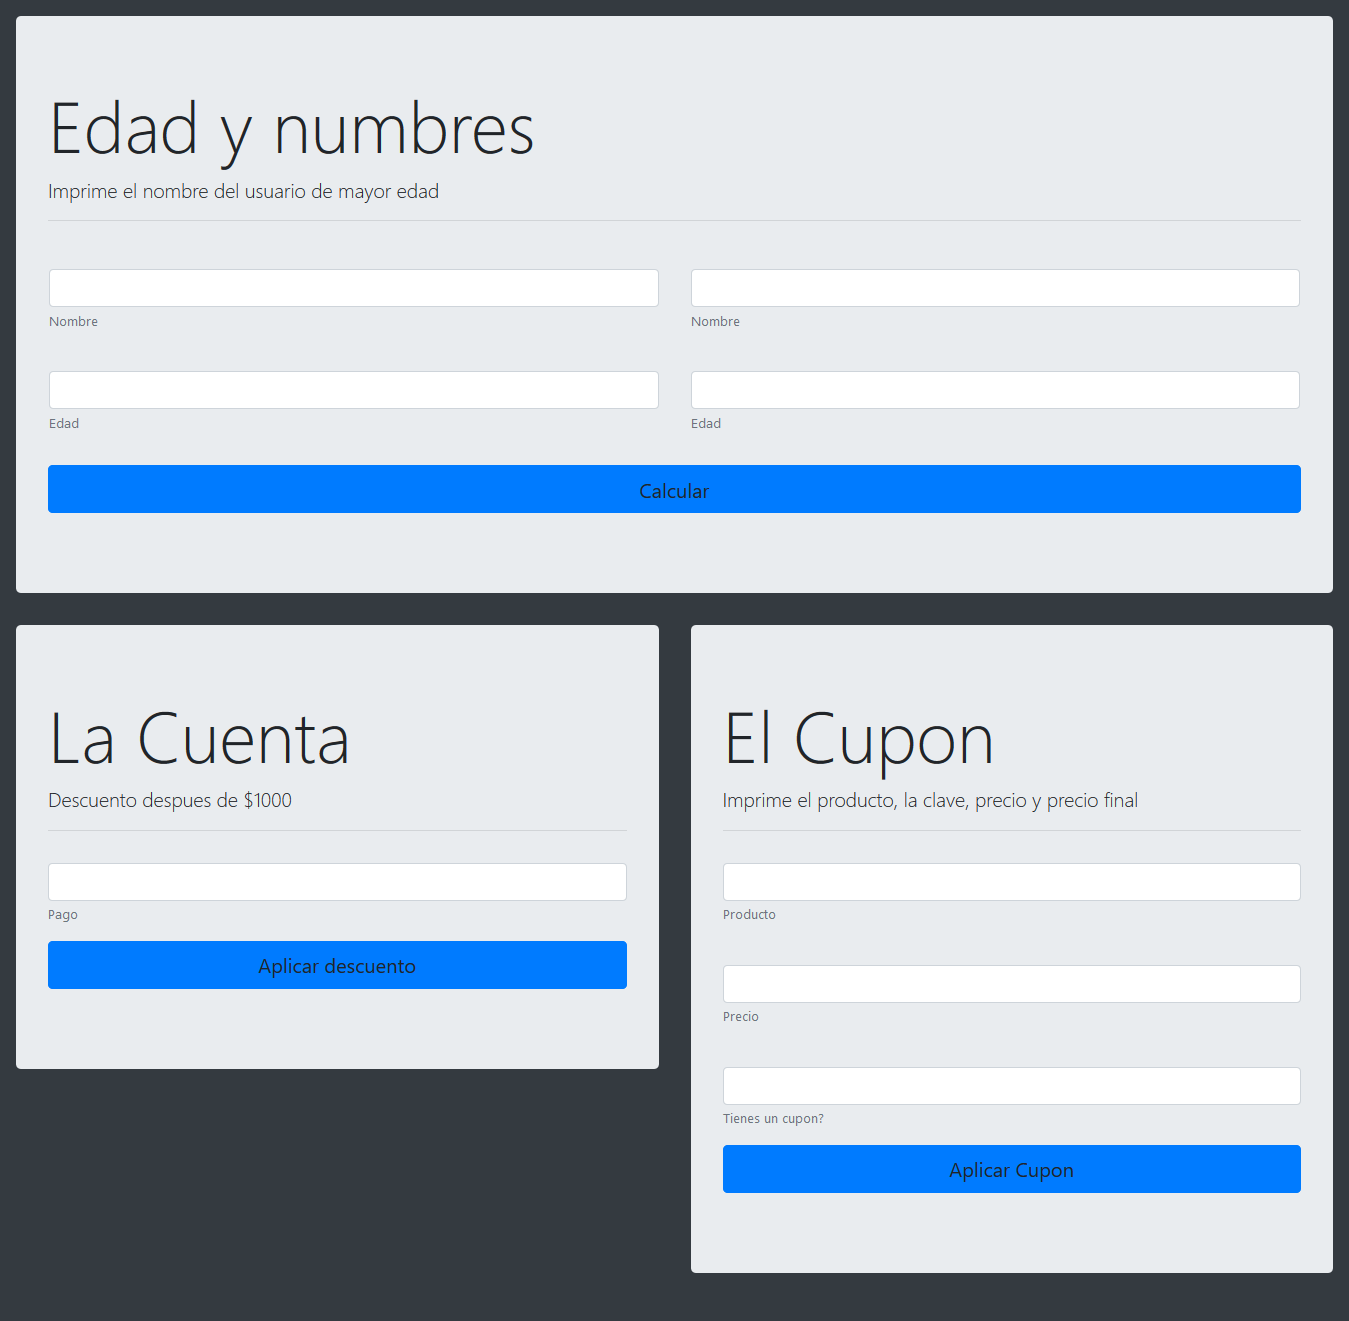 Edad y numbres
Imprime el nombre del usuario de mayor edad
Nombre
Nombre
Edad
Edad
Calcular
La Cuenta
Descuento despues de $1000
Pago
Aplicar descuento
El Cupon
Imprime el producto, la clave, precio y precio final
Producto
Precio
Tienes un cupon?
Aplicar Cupon